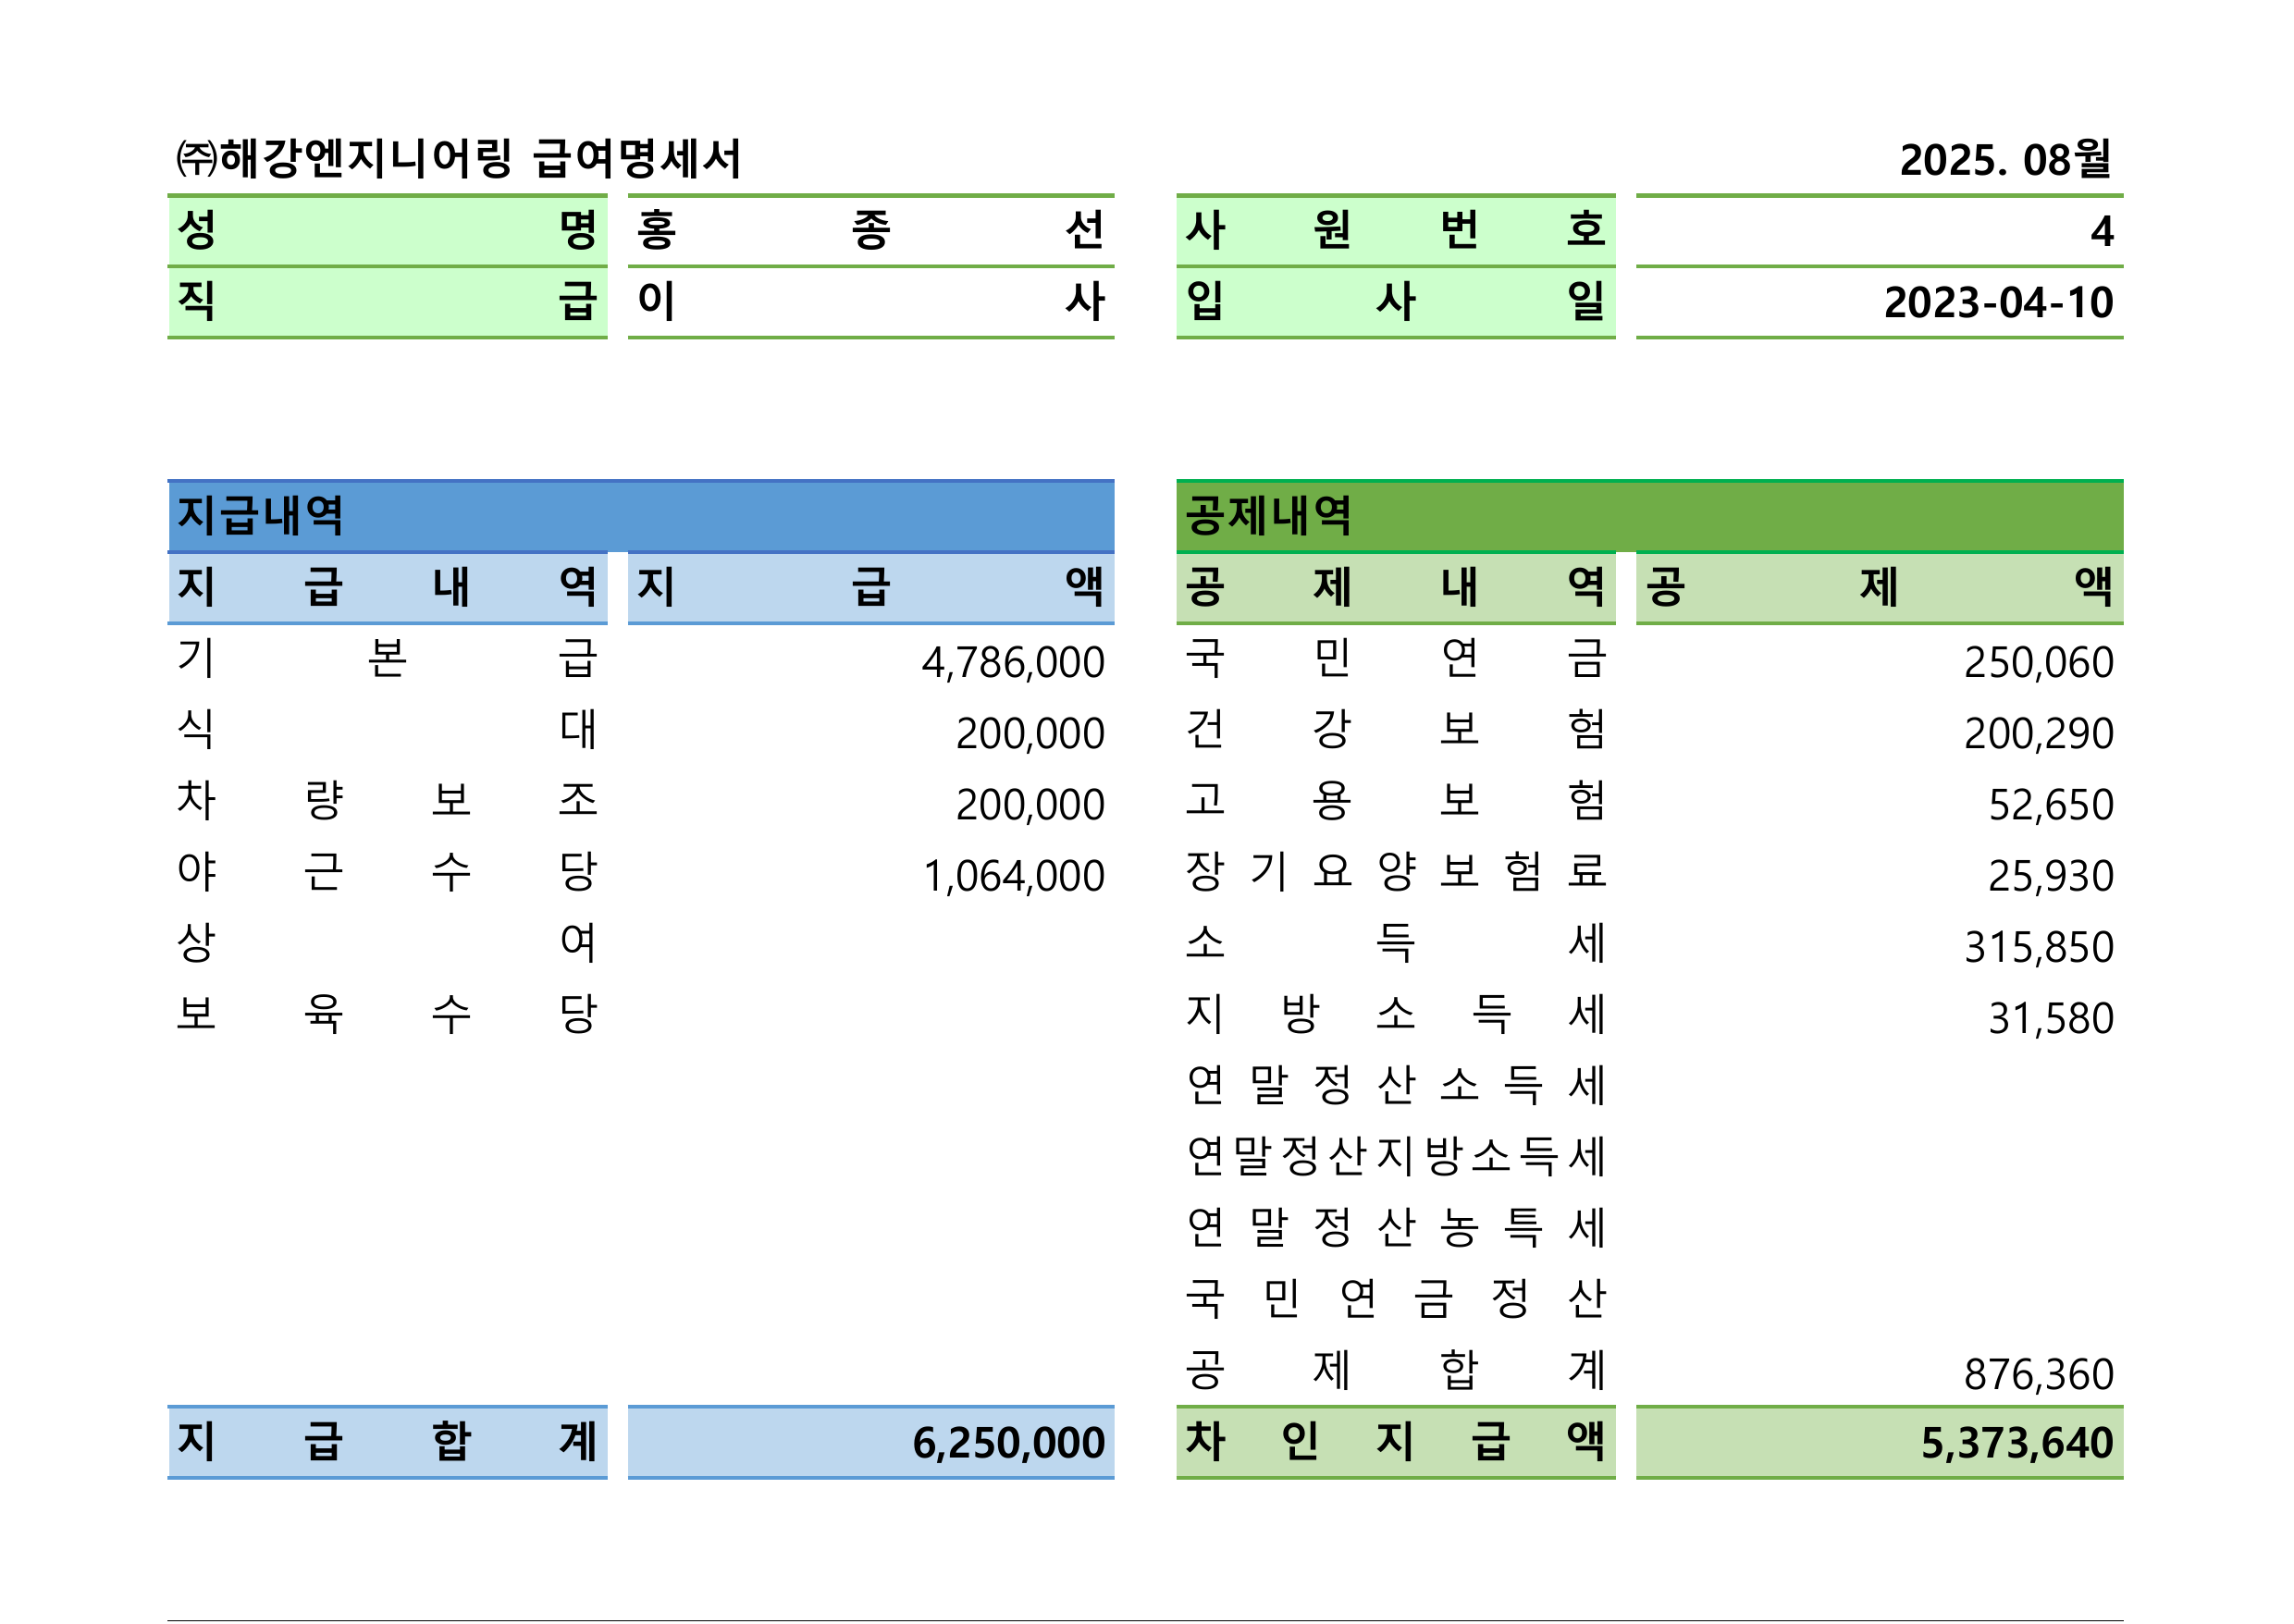 ㈜해강엔지니어링 급여명세서 2025. 08월
성명 홍종선 사원번호 4
직급 이사 입사일 2023-04-10
지급내역 공제내역
지급내역 지급액 공제내역 공제액
기본급 4,786,000 국민연금 250,060
식대 200,000 건강보험 200,290
차량보조 200,000 고용보험 52,650
야근수당 1,064,000 장기요양보험료 25,930
상여 소득세 315,850
보육수당 지방소득세 31,580
연말정산소득세
연말정산지방소득세
연말정산농특세
국민연금정산
공제합계 876,360
지급합계 6,250,000 차인지급액 5,373,640